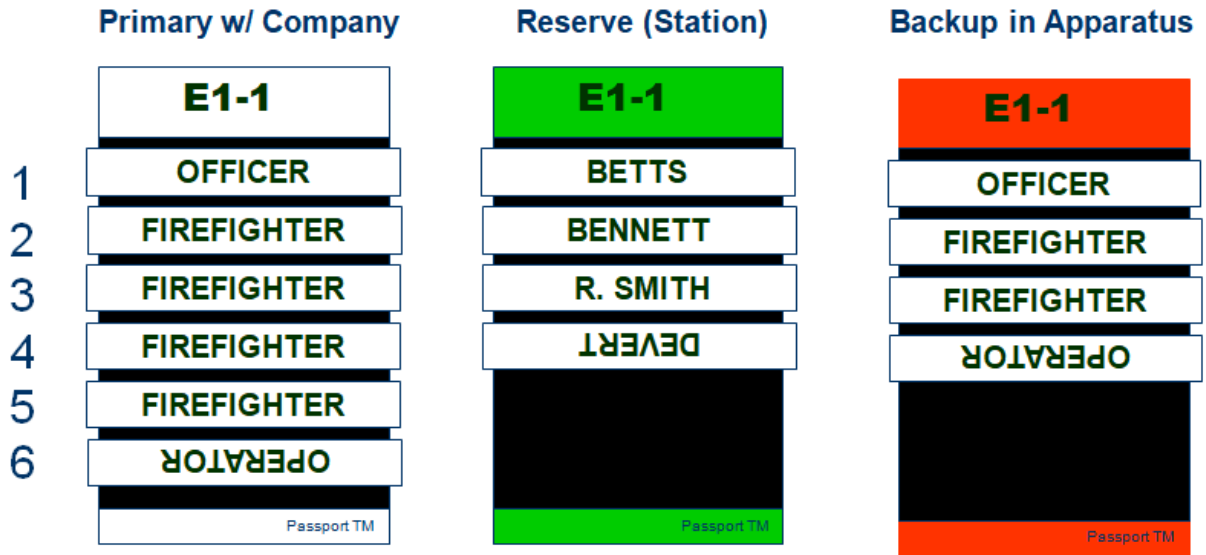 Primary w/ Company
Reserve (Station)
Backup in Apparatus
E1-1
1 OFFICER
2 FIREFIGHTER
3 FIREFIGHTER
4 FIREFIGHTER
5 FIREFIGHTER
6 OPERATOR
Passport TM
E1-1
BETTS
BENNETT
R. SMITH
DEVERT
Passport TM
E1-1
OFFICER
FIREFIGHTER
FIREFIGHTER
OPERATOR
Passport TM